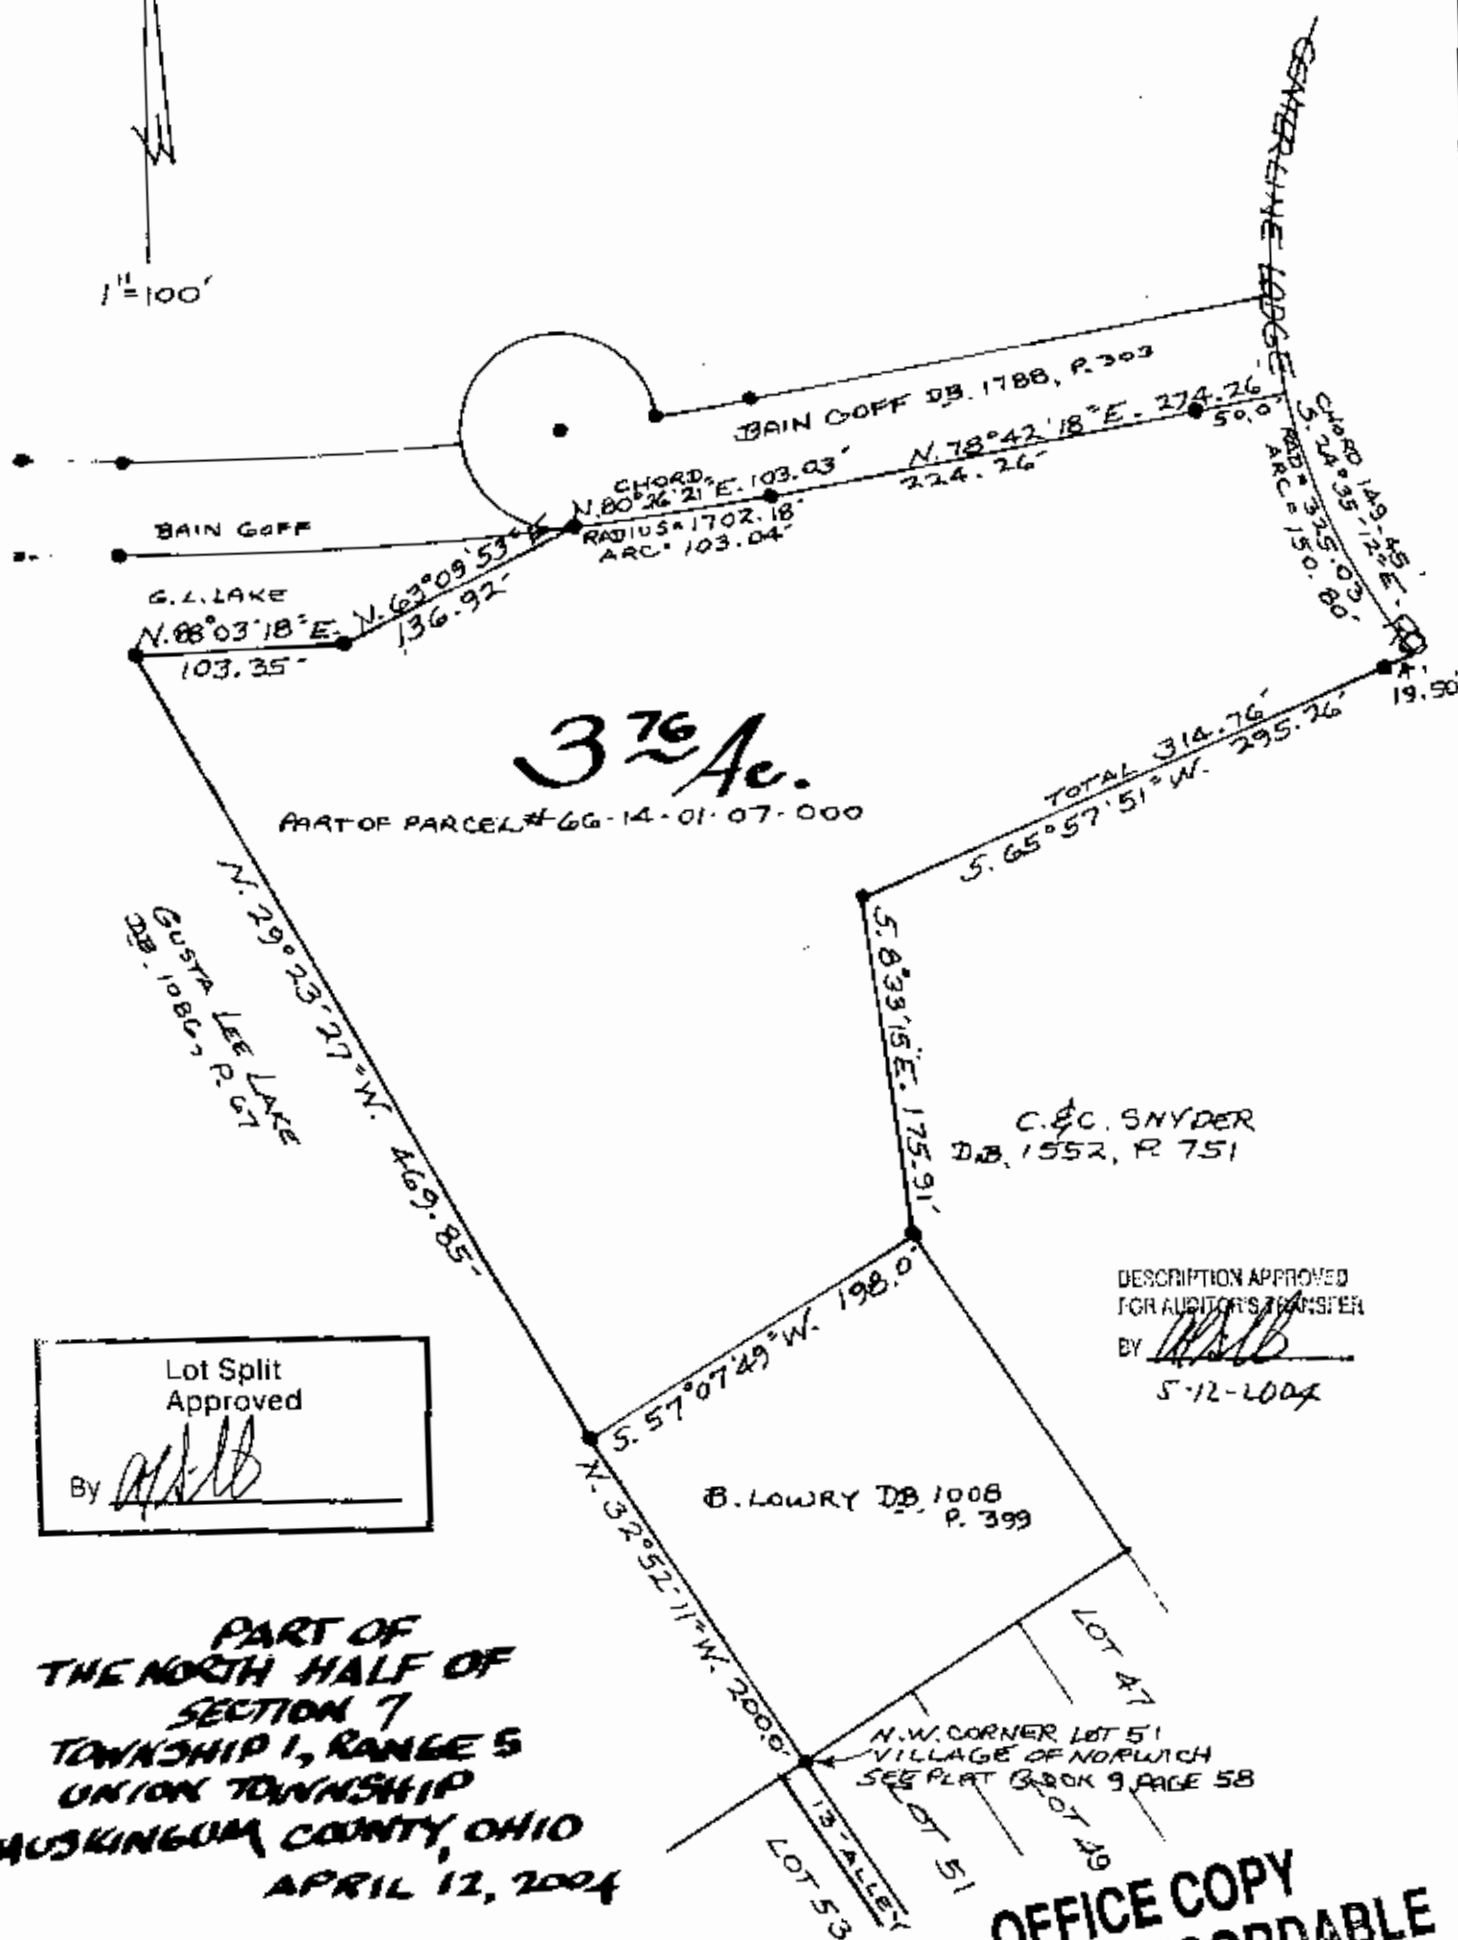 1"=100'
CENTERLINE LODGE RD
BAIN GOFF DB. 1788, P. 303
N. 78°42'18"E. 274.26'
224.26'
50.0'
CHORD 149.45'
S. 24°35'12"E.
RAD= 325.03
ARC= 150.80'
CHORD=
N. 80°26'21"E. 103.03'
RADIUS=1702.18'
ARC= 103.04'
BAIN GOFF
G.L. LAKE
N. 88°03'18"E.
103.35'
N. 63°09'53"E.
136.92'
"A"
19.50'
3 76 Ac.
PART OF PARCEL #66-14-01-07-000
TOTAL 314.76'
S. 65°57'51"W. 295.26'
N. 29°23'27"W. 469.85'
GUSTA LEE LAKE
DB. 1086, P. 67
S. 8°33'15"E. 175.91'
C.&C. SNYDER
DB. 1552, P. 751
S. 57°07'49"W. 198.0'
DESCRIPTION APPROVED
FOR AUDITOR'S TRANSFER
BY
5-12-2004
Lot Split
Approved
By
B. LOWRY DB. 1008
P. 399
N. 32°52'11"W. 200.0'
LOT 47
N.W. CORNER LOT 51
VILLAGE OF NORWICH
SEE PLAT BOOK 9, PAGE 58
LOT 49
LOT 51
13' ALLEY
LOT 53
PART OF
THE NORTH HALF OF
SECTION 7
TOWNSHIP 1, RANGE 5
UNION TOWNSHIP
MUSKINGUM COUNTY, OHIO
APRIL 12, 2004
OFFICE COPY